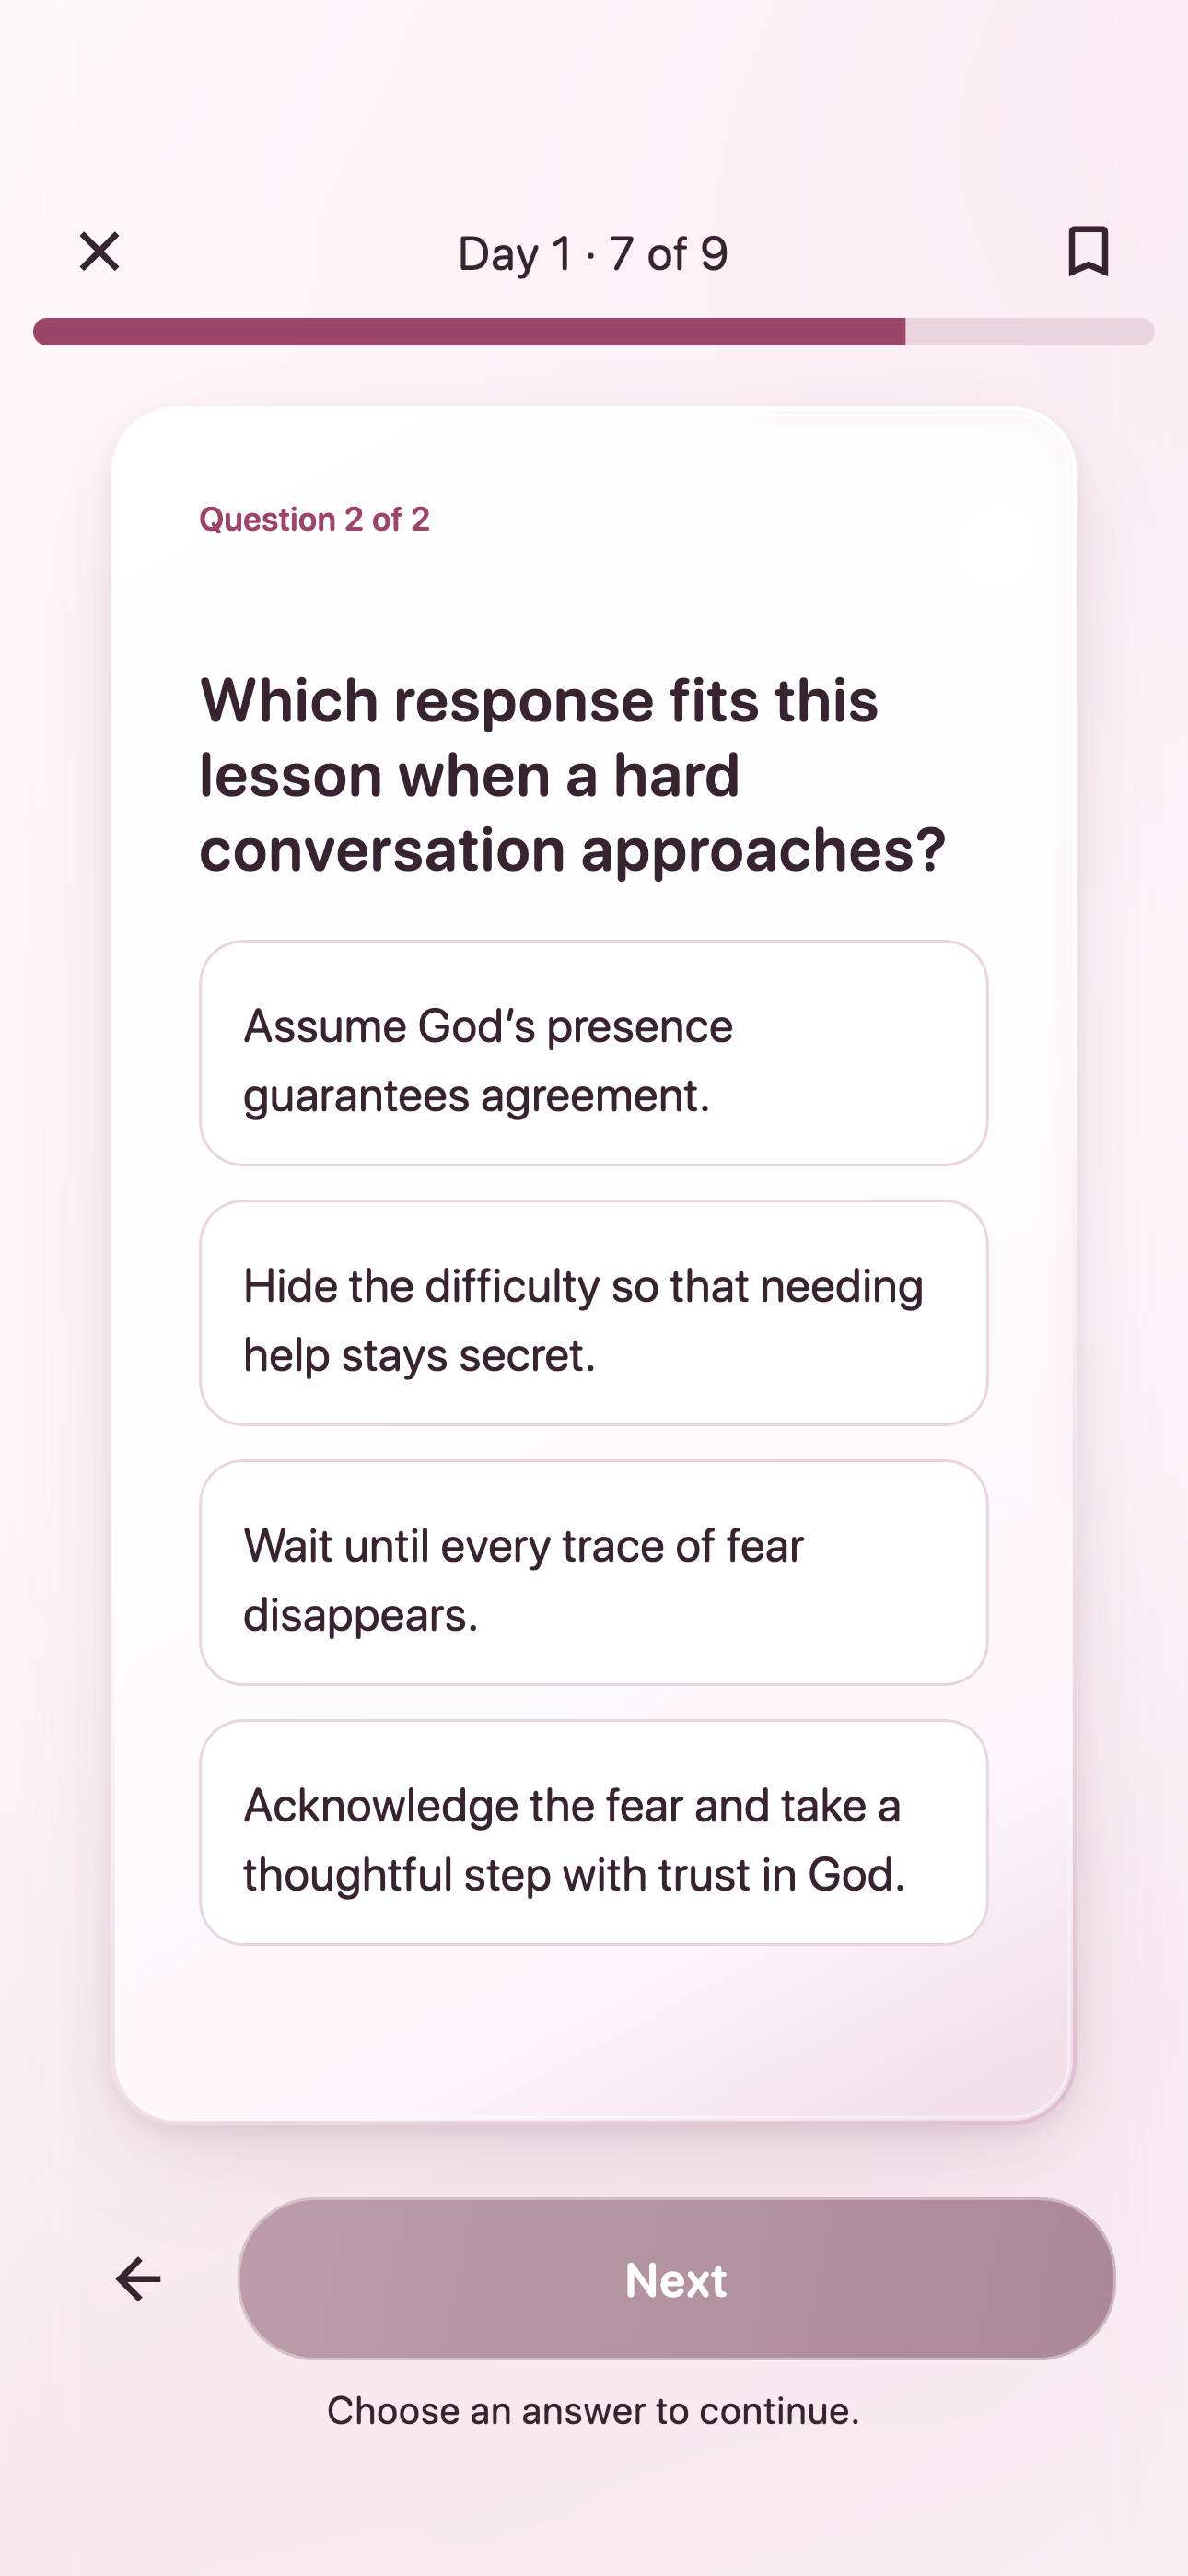 Day 1 · 7 of 9
Question 2 of 2
Which response fits this
lesson when a hard
conversation approaches?
Assume God’s presence
guarantees agreement.
Hide the difficulty so that needing
help stays secret.
Wait until every trace of fear
disappears.
Acknowledge the fear and take a
thoughtful step with trust in God.
Next
Choose an answer to continue.